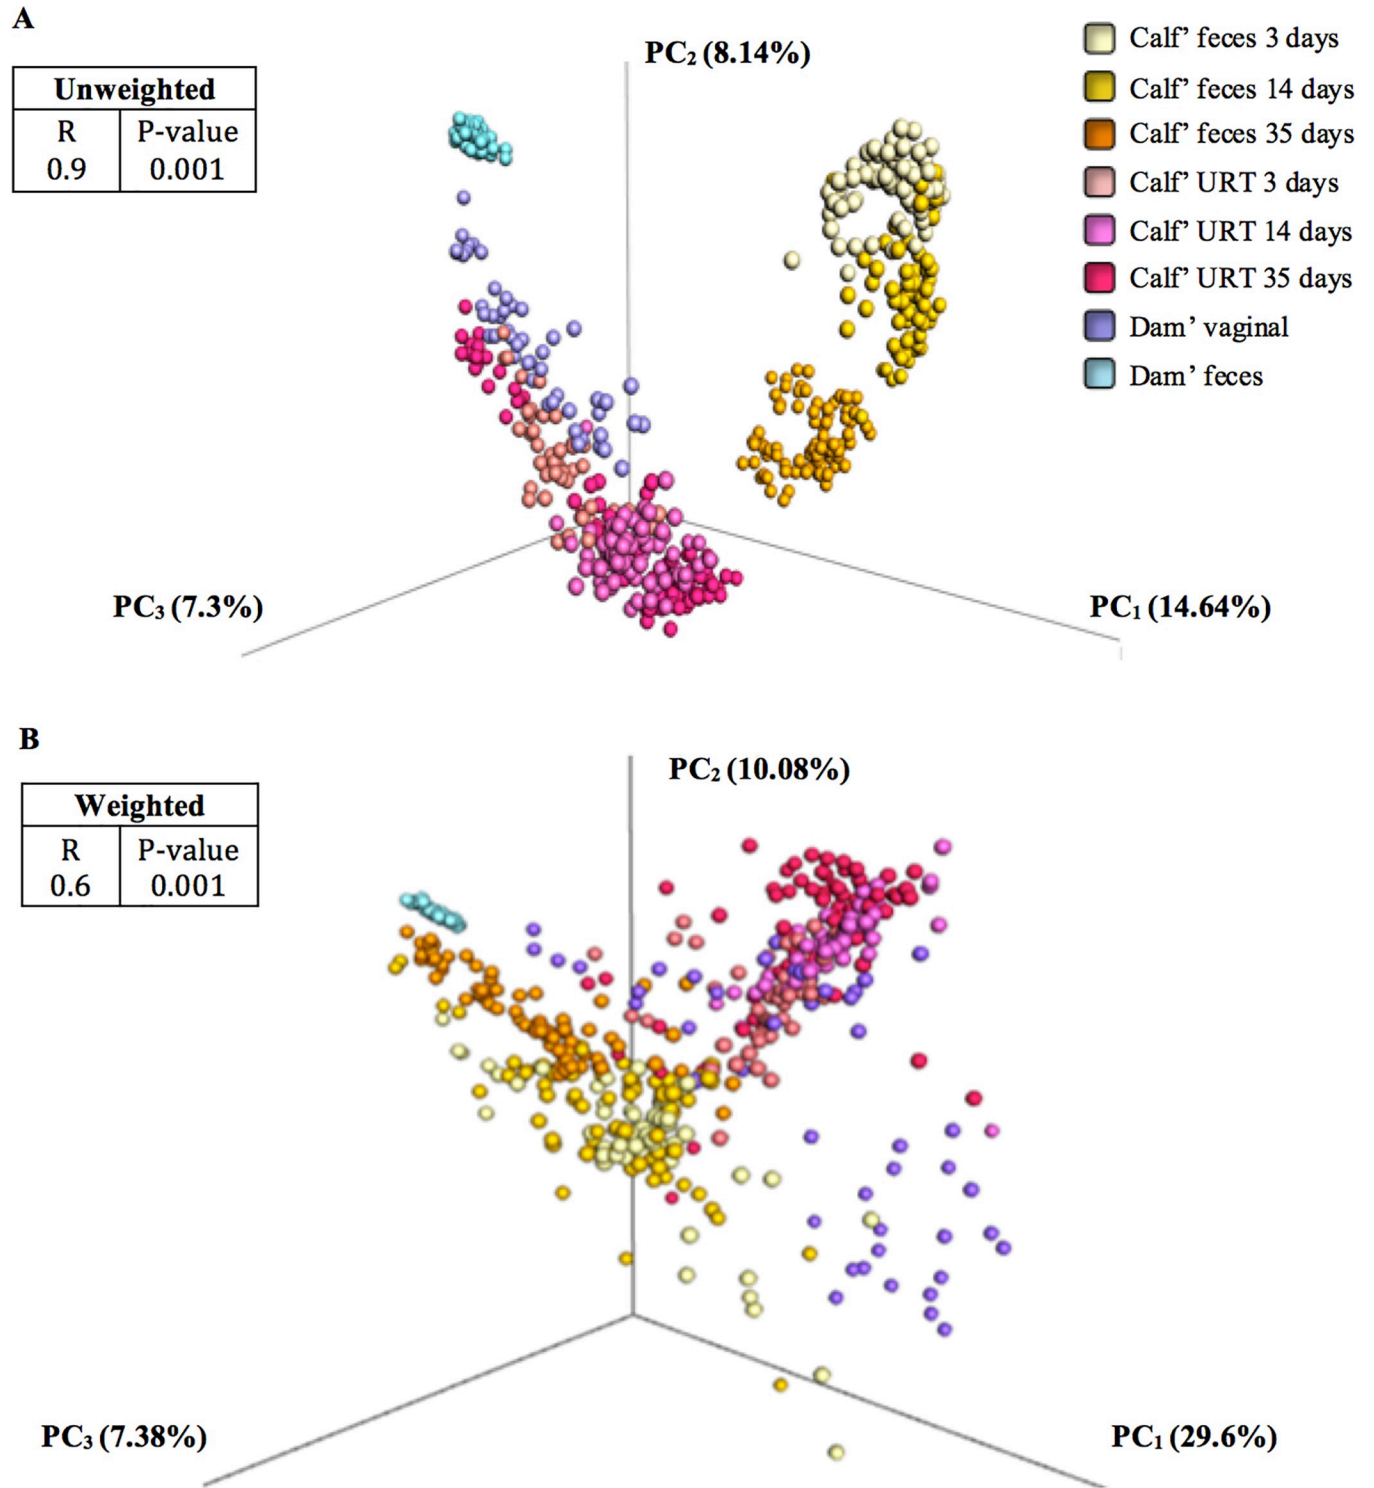 A
Unweighted
R P-value
0.9 0.001
PC₂ (8.14%)
Calf’ feces 3 days
Calf’ feces 14 days
Calf’ feces 35 days
Calf’ URT 3 days
Calf’ URT 14 days
Calf’ URT 35 days
Dam’ vaginal
Dam’ feces
PC₃ (7.3%)
PC₁ (14.64%)
B
Weighted
R P-value
0.6 0.001
PC₂ (10.08%)
PC₃ (7.38%)
PC₁ (29.6%)